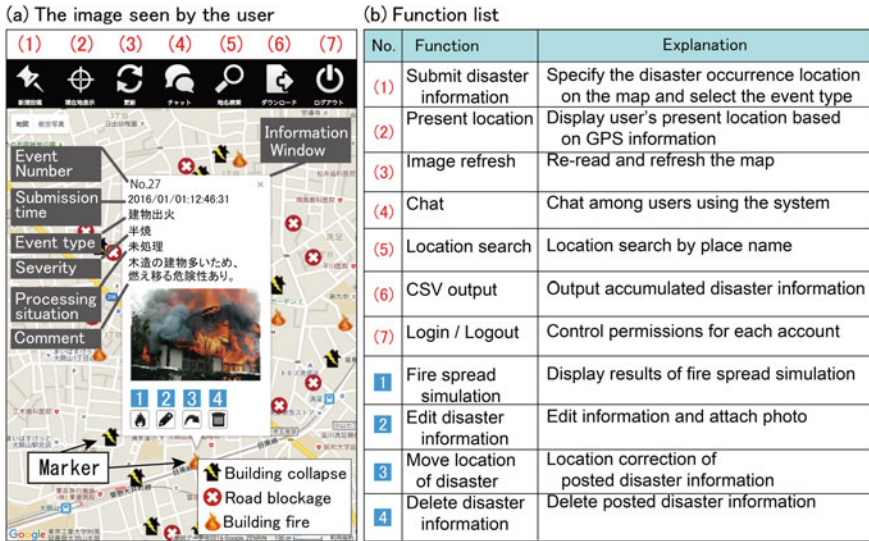 (a) The image seen by the user
(1) (2) (3) (4) (5) (6) (7)
新規投稿 現在地表示 更新 チャット 地名検索 ダウンロード ログアウト
地図 航空写真
Information
Window
Event
Number
No.27
×
Submission
time
2016/01/01:12:46:31
Event type
建物出火
Severity
半焼
未処理
Processing
situation
木造の建物多いため、
燃え移る危険性あり。
Comment
1 2 3 4
Marker
Building collapse
Road blockage
Building fire
Google
(b) Function list
No. Function Explanation
(1) Submit disaster information Specify the disaster occurrence location on the map and select the event type
(2) Present location Display user's present location based on GPS information
(3) Image refresh Re-read and refresh the map
(4) Chat Chat among users using the system
(5) Location search Location search by place name
(6) CSV output Output accumulated disaster information
(7) Login / Logout Control permissions for each account
1 Fire spread simulation Display results of fire spread simulation
2 Edit disaster information Edit information and attach photo
3 Move location of disaster Location correction of posted disaster information
4 Delete disaster information Delete posted disaster information